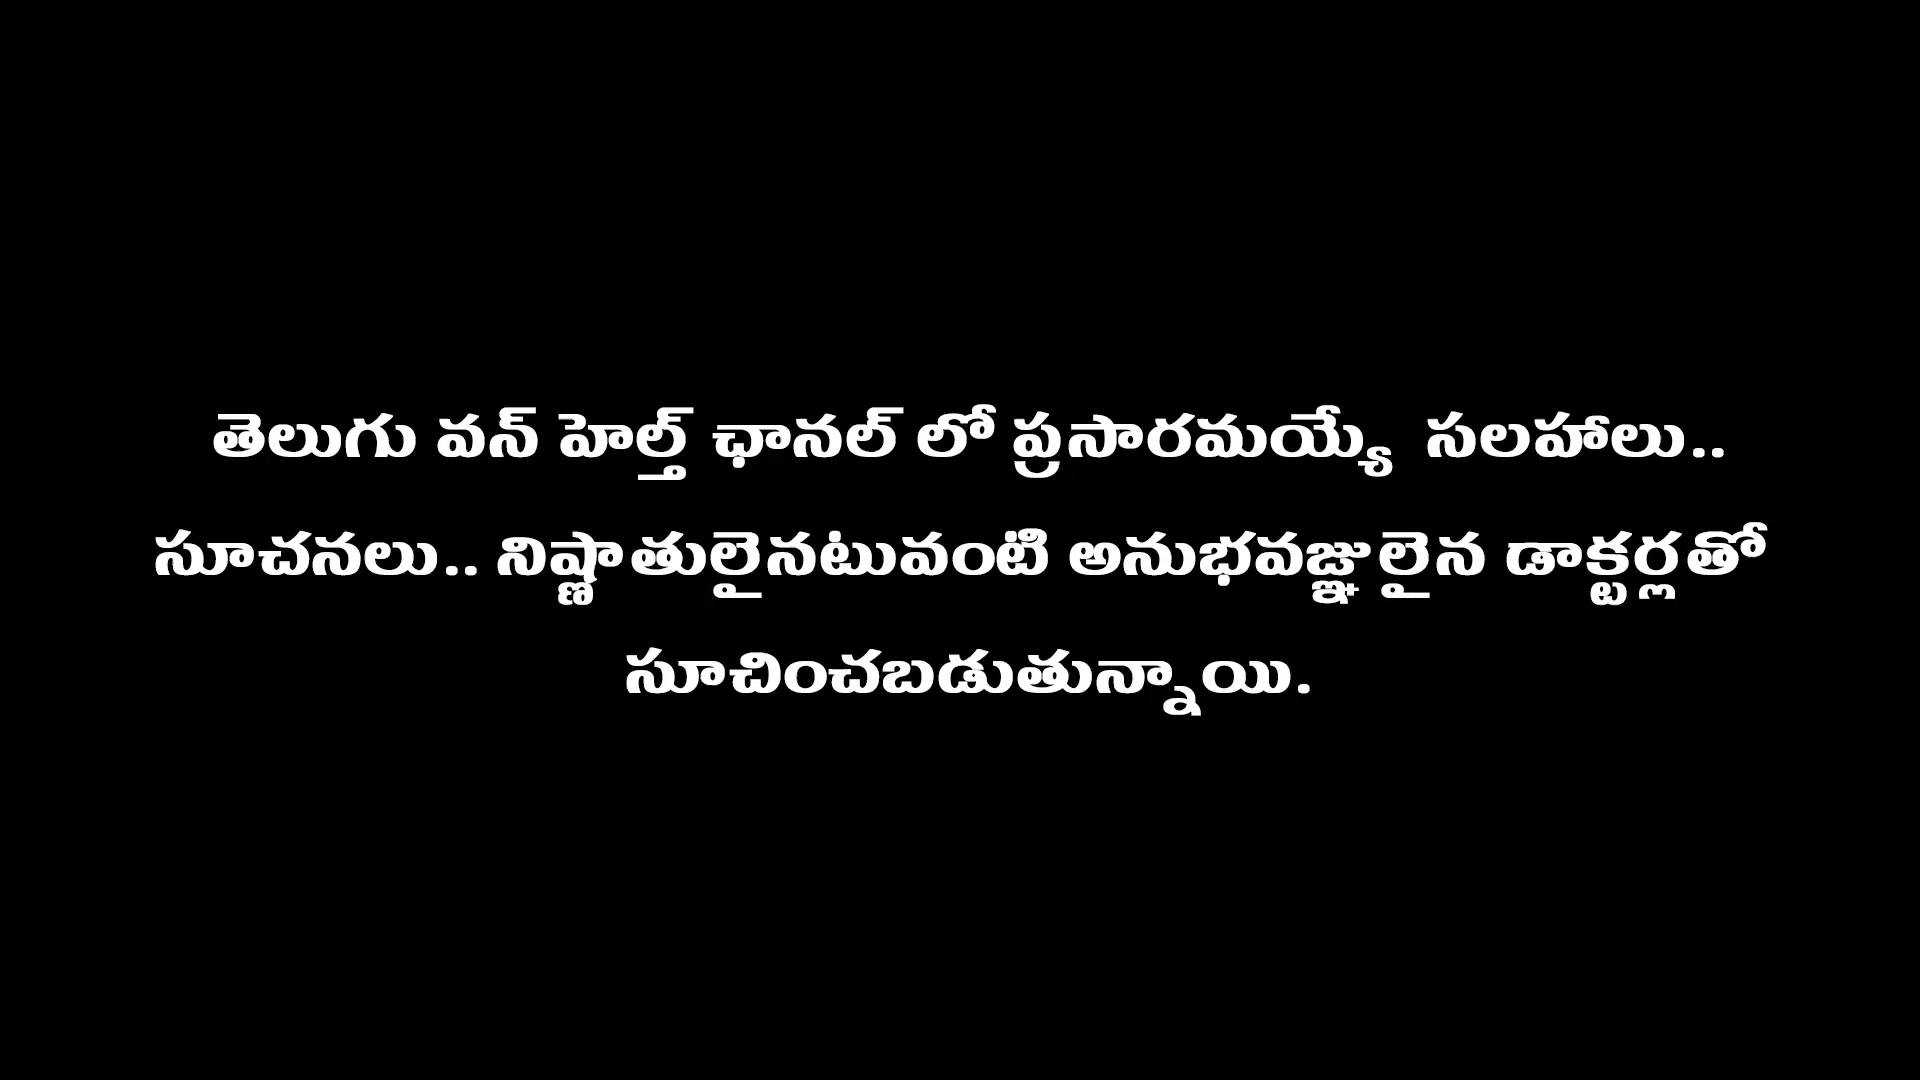 తెలుగు వన్ హెల్త్ ఛానల్ లో ప్రసారమయ్యే సలహాలు..
సూచనలు.. నిష్ణాతులైనటువంటి అనుభవజ్ఞులైన డాక్టర్లతో
సూచించబడుతున్నాయి.